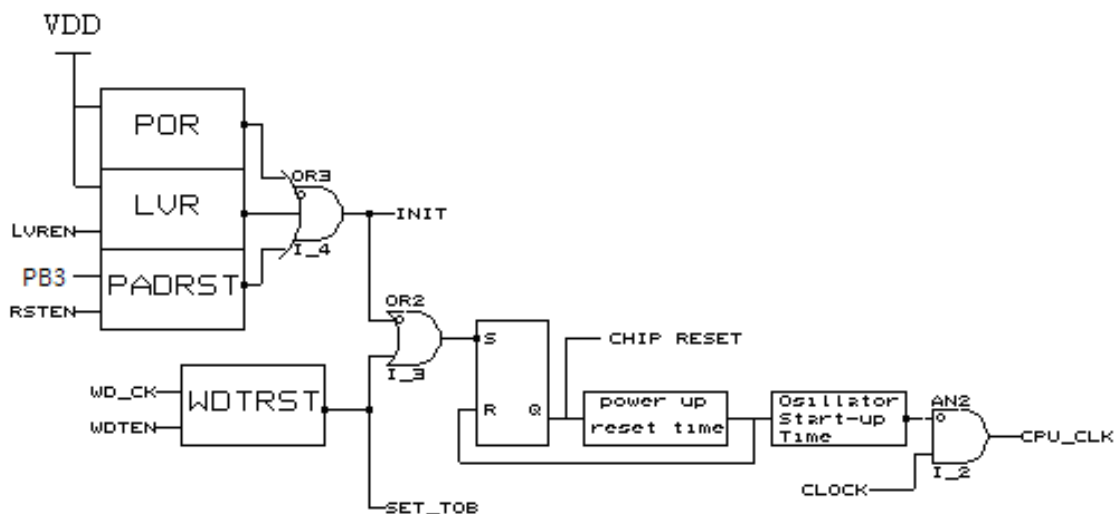 VDD
POR
LVR
LVREN
PB3
PADRST
RSTEN
OR3
I_4
INIT
OR2
I_3
WD_CK
WDTEN
WDTRST
SET_TOB
S
R Q
CHIP RESET
power up
reset time
Osillator
Start-up
Time
AN2
I_2
CLOCK
CPU_CLK